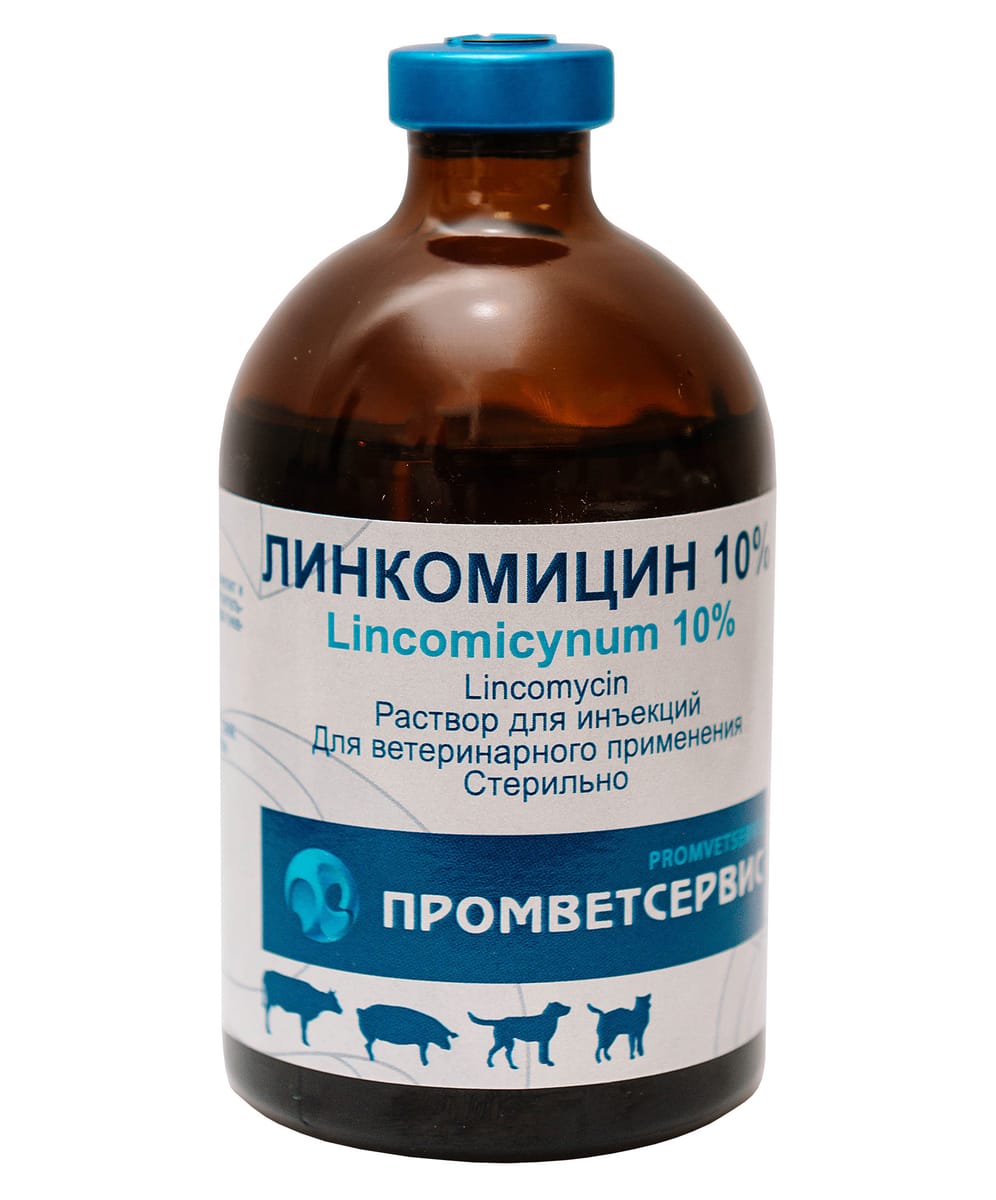 ЛИНКОМИЦИН 10%
Lincomicynum 10%
Lincomycin
Раствор для инъекций
Для ветеринарного применения
Стерильно
ПРОМВЕТСЕРВИС